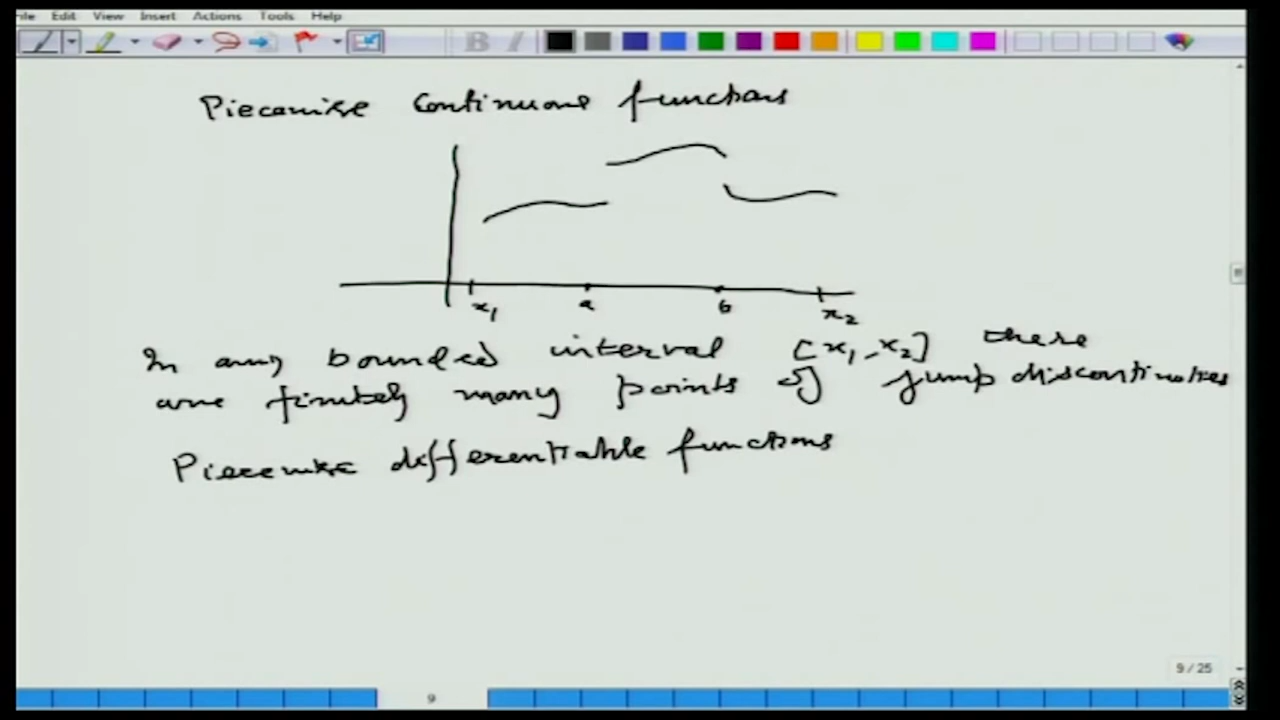 File Edit View Insert Actions Tools Help
B I
Piecewise continuous functions
x1 a b x2
In any bounded interval [x1, x2] there
are finitely many points of jump discontinuities
Piecewise differentiable functions
9 / 25
9